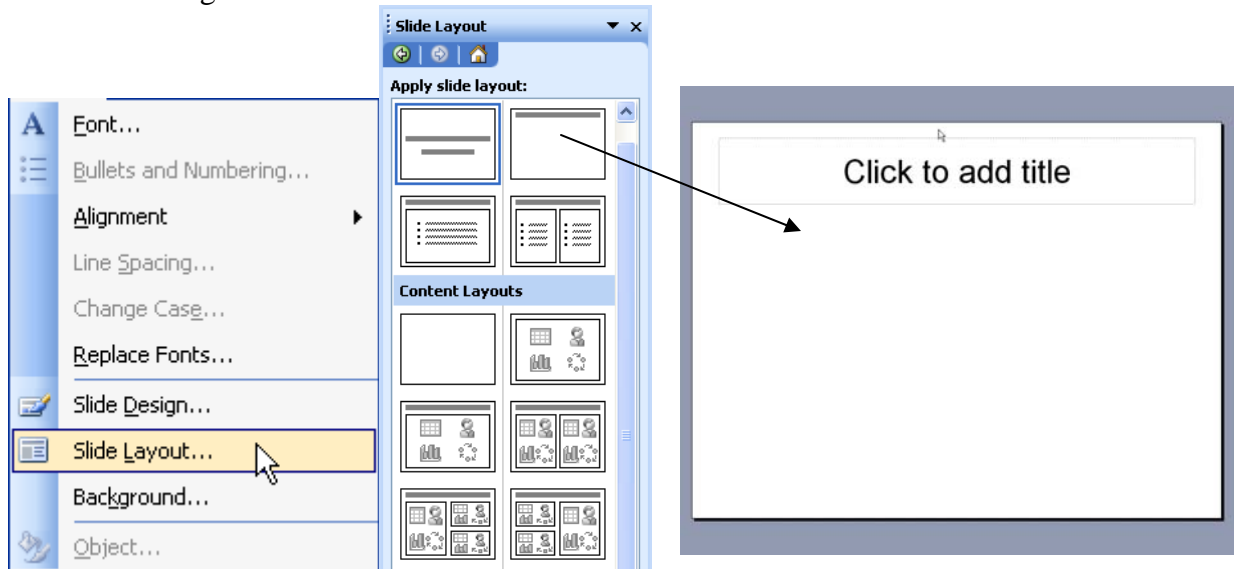 Slide Layout
Apply slide layout:
Content Layouts
Font...
Bullets and Numbering...
Alignment
Line Spacing...
Change Case...
Replace Fonts...
Slide Design...
Slide Layout...
Background...
Object...
Click to add title